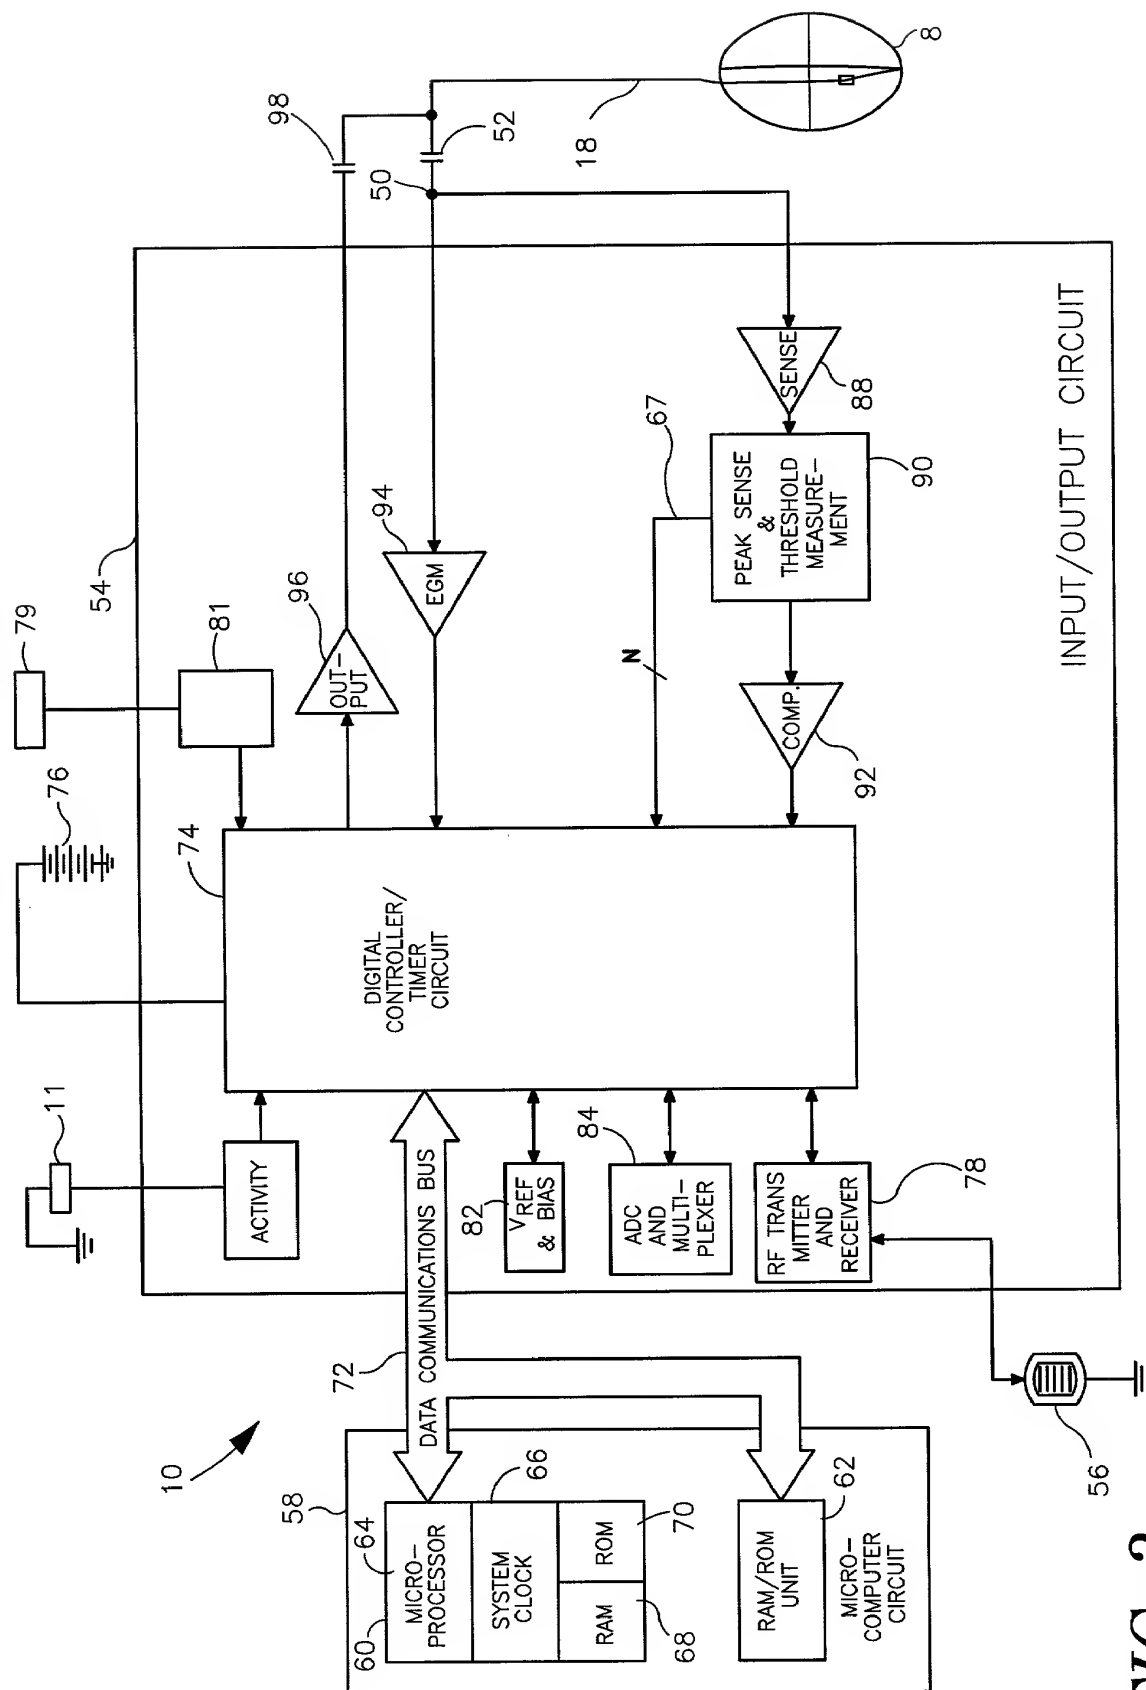 10
58
60
64
MICRO-
PROCESSOR
66
SYSTEM
CLOCK
RAM
68
ROM
70
62
RAM/ROM
UNIT
MICRO-
COMPUTER
CIRCUIT
72
DATA COMMUNICATIONS BUS
56
11
ACTIVITY
82
VREF
& BIAS
84
ADC
AND
MULTI-
PLEXER
RF TRANS
MITTER
AND
RECEIVER
78
76
74
DIGITAL
CONTROLLER/
TIMER
CIRCUIT
79
81
54
96
OUT-
PUT
94
EGM
N
67
COMP.
92
PEAK SENSE
&
THRESHOLD
MEASURE-
MENT
90
SENSE
88
INPUT/OUTPUT CIRCUIT
98
50
52
18
8